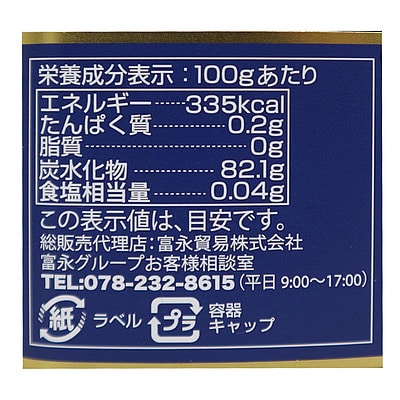 栄養成分表示：100gあたり
エネルギー……335kcal
たんぱく質………0.2g
脂質…………………0g
炭水化物…………82.1g
食塩相当量………0.04g
この表示値は、目安です。
総販売代理店：富永貿易株式会社
富永グループお客様相談室
TEL:078-232-8615（平日 9:00〜17:00）
紙 ラベル プラ 容器
キャップ